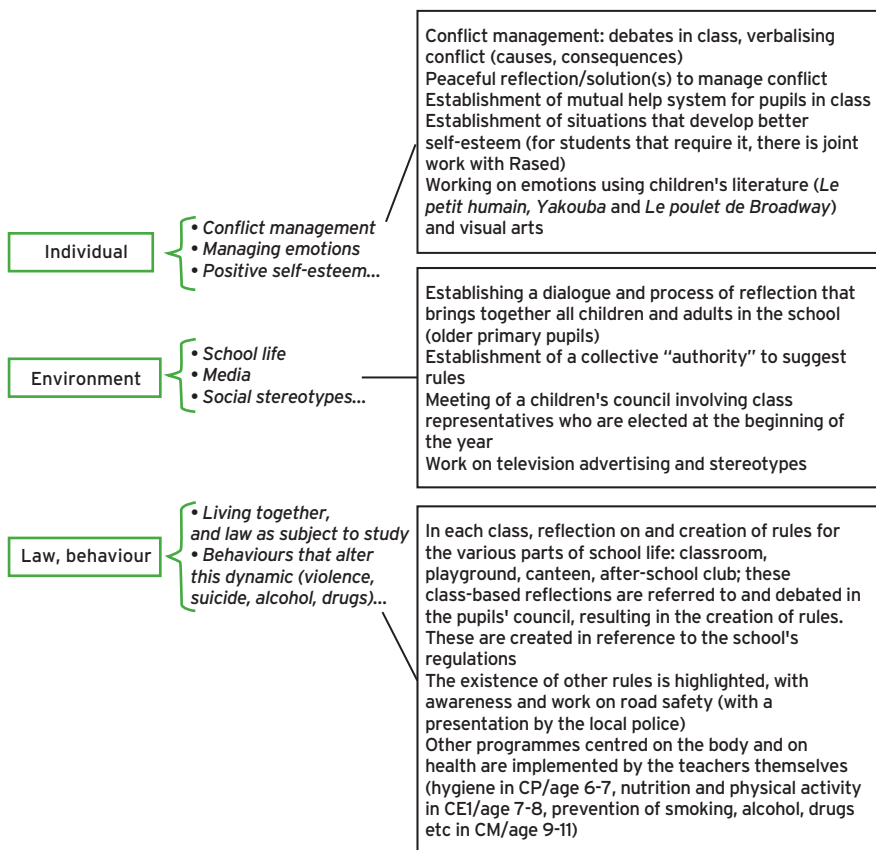 Individual
• Conflict management
• Managing emotions
• Positive self-esteem...
Conflict management: debates in class, verbalising
conflict (causes, consequences)
Peaceful reflection/solution(s) to manage conflict
Establishment of mutual help system for pupils in class
Establishment of situations that develop better
self-esteem (for students that require it, there is joint
work with Rased)
Working on emotions using children's literature (Le
petit humain, Yakouba and Le poulet de Broadway)
and visual arts
Environment
• School life
• Media
• Social stereotypes...
Establishing a dialogue and process of reflection that
brings together all children and adults in the school
(older primary pupils)
Establishment of a collective “authority” to suggest
rules
Meeting of a children's council involving class
representatives who are elected at the beginning of
the year
Work on television advertising and stereotypes
Law, behaviour
• Living together,
and law as subject to study
• Behaviours that alter
this dynamic (violence,
suicide, alcohol, drugs)...
In each class, reflection on and creation of rules for
the various parts of school life: classroom,
playground, canteen, after-school club; these
class-based reflections are referred to and debated in
the pupils' council, resulting in the creation of rules.
These are created in reference to the school's
regulations
The existence of other rules is highlighted, with
awareness and work on road safety (with a
presentation by the local police)
Other programmes centred on the body and on
health are implemented by the teachers themselves
(hygiene in CP/age 6-7, nutrition and physical activity
in CE1/age 7-8, prevention of smoking, alcohol, drugs
etc in CM/age 9-11)